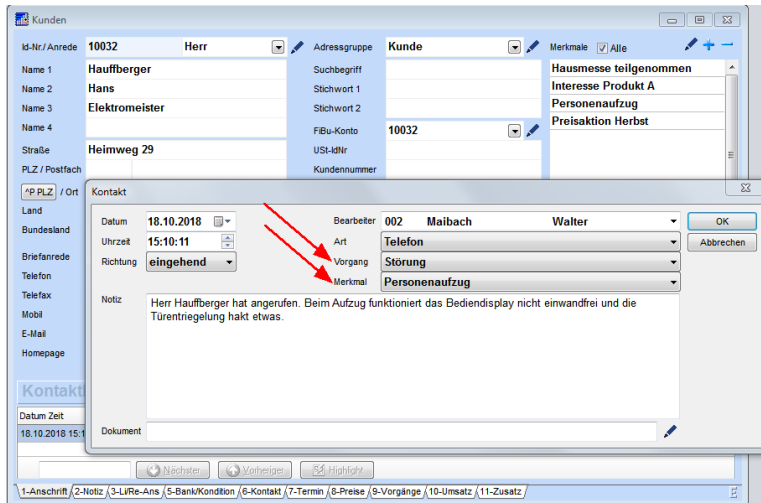 Kunden
Id-Nr./ Anrede 10032 Herr Adressgruppe Kunde Merkmale Alle
Name 1 Hauffberger Suchbegriff Hausmesse teilgenommen
Name 2 Hans Stichwort 1 Interesse Produkt A
Name 3 Elektromeister Stichwort 2 Personenaufzug
Name 4 FiBu-Konto 10032 Preisaktion Herbst
Straße Heimweg 29 USt-IdNr
PLZ / Postfach Kundennummer
^P PLZ / Ort
Land
Bundesland
Briefanrede
Telefon
Telefax
Mobil
E-Mail
Homepage
Kontakt
Datum 18.10.2018 Bearbeiter 002 Maibach Walter OK
Uhrzeit 15:10:11 Art Telefon Abbrechen
Richtung eingehend Vorgang Störung
Merkmal Personenaufzug
Notiz Herr Hauffberger hat angerufen. Beim Aufzug funktioniert das Bediendisplay nicht einwandfrei und die
Türentriegelung hakt etwas.
Dokument
Kontakt
Datum Zeit
18.10.2018 15:1
Nächster Vorheriger Highlight
1-Anschrift 2-Notiz 3-Li/Re-Ans 5-Bank/Kondition 6-Kontakt 7-Termin 8-Preise 9-Vorgänge 10-Umsatz 11-Zusatz